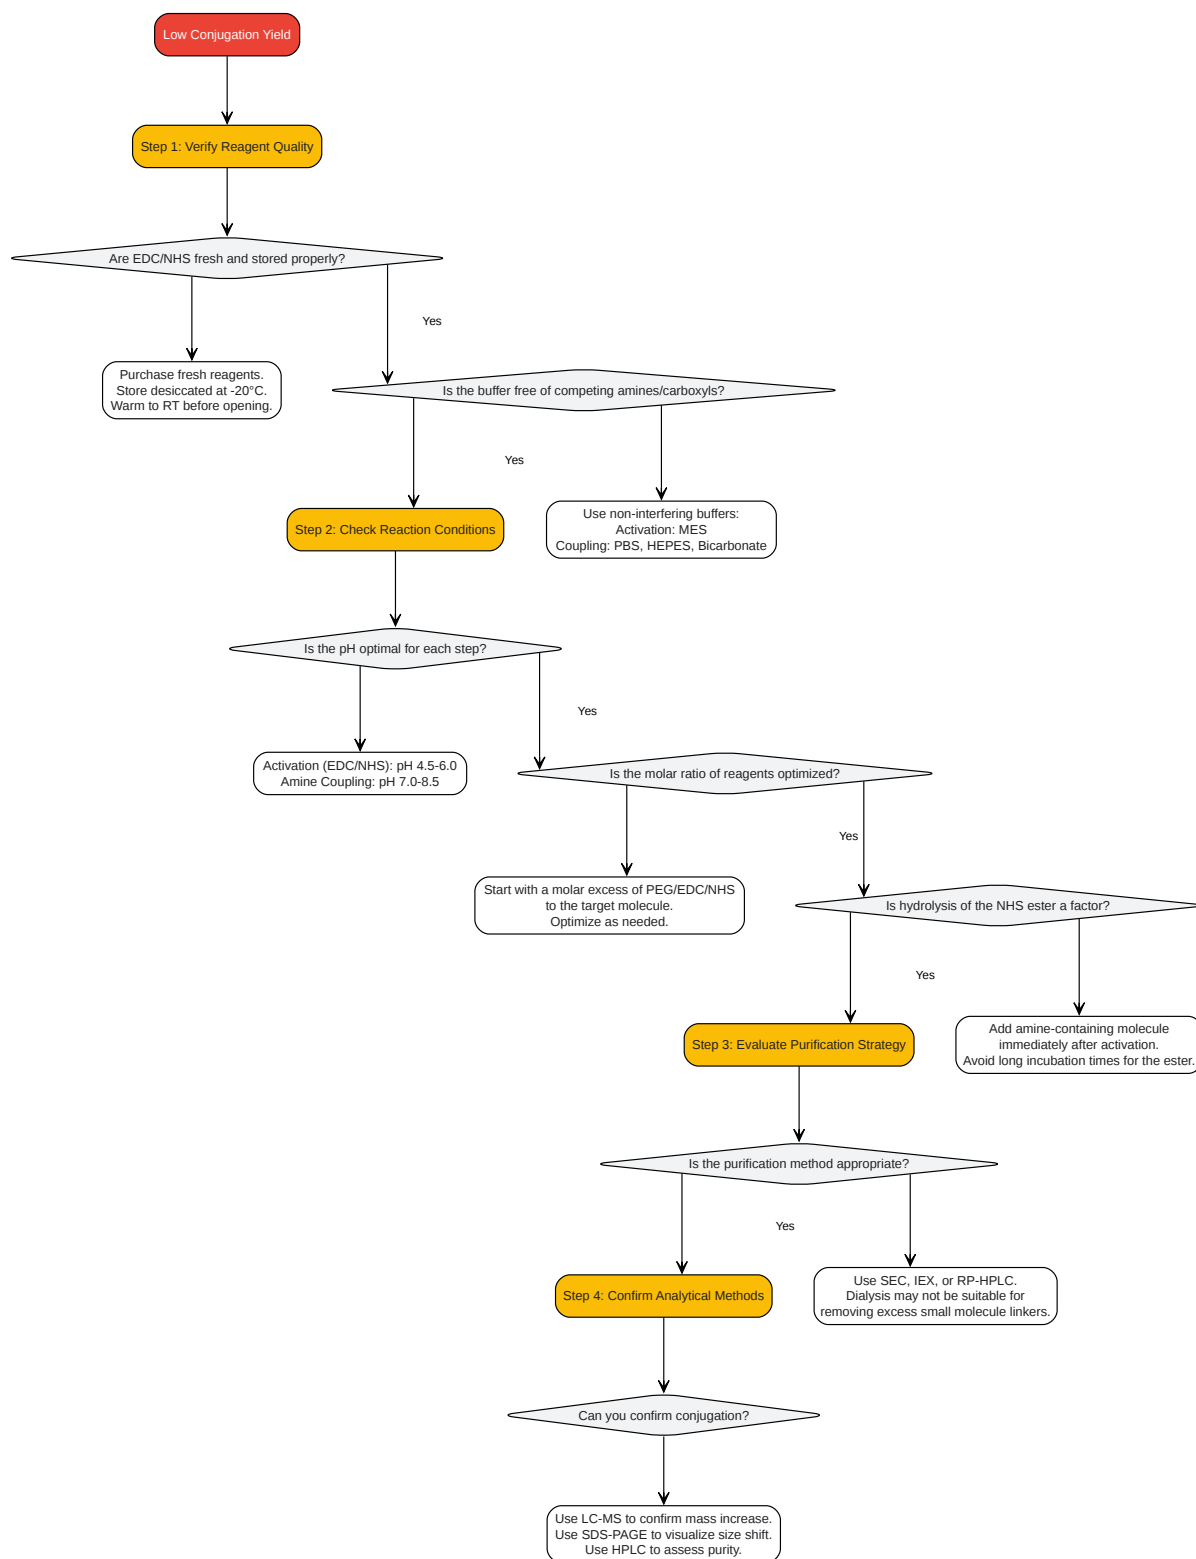 Low Conjugation Yield
Step 1: Verify Reagent Quality
Are EDC/NHS fresh and stored properly?
Yes
Purchase fresh reagents.
Store desiccated at -20°C.
Warm to RT before opening.
Is the buffer free of competing amines/carboxyls?
Yes
Step 2: Check Reaction Conditions
Use non-interfering buffers:
Activation: MES
Coupling: PBS, HEPES, Bicarbonate
Is the pH optimal for each step?
Yes
Activation (EDC/NHS): pH 4.5-6.0
Amine Coupling: pH 7.0-8.5
Is the molar ratio of reagents optimized?
Yes
Start with a molar excess of PEG/EDC/NHS
to the target molecule.
Optimize as needed.
Is hydrolysis of the NHS ester a factor?
Yes
Step 3: Evaluate Purification Strategy
Add amine-containing molecule
immediately after activation.
Avoid long incubation times for the ester.
Is the purification method appropriate?
Yes
Step 4: Confirm Analytical Methods
Use SEC, IEX, or RP-HPLC.
Dialysis may not be suitable for
removing excess small molecule linkers.
Can you confirm conjugation?
Use LC-MS to confirm mass increase.
Use SDS-PAGE to visualize size shift.
Use HPLC to assess purity.